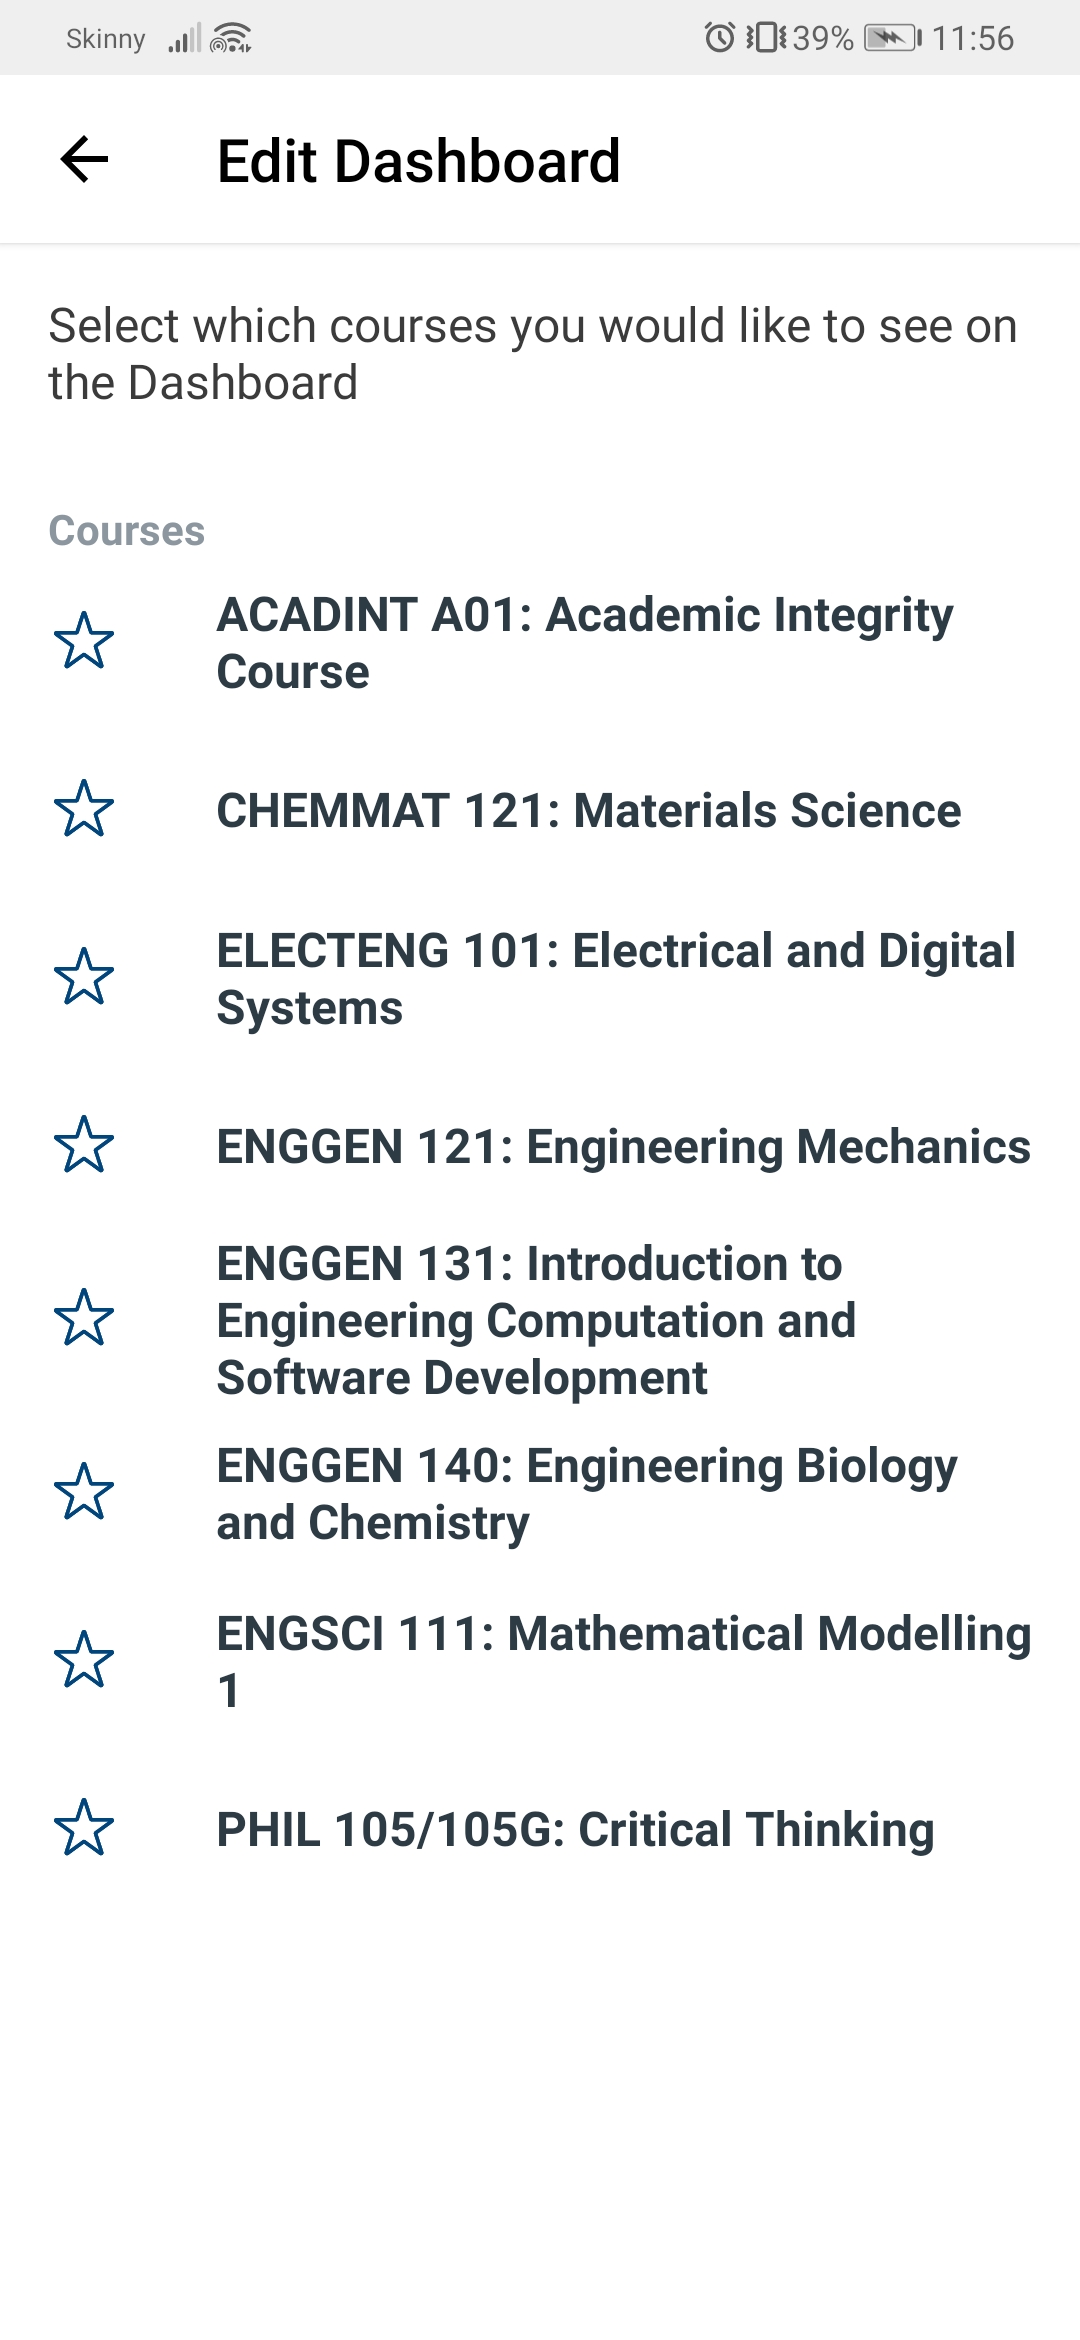 Skinny 39% 11:56
Edit Dashboard
Select which courses you would like to see on
the Dashboard
Courses
ACADINT A01: Academic Integrity
Course
CHEMMAT 121: Materials Science
ELECTENG 101: Electrical and Digital
Systems
ENGGEN 121: Engineering Mechanics
ENGGEN 131: Introduction to
Engineering Computation and
Software Development
ENGGEN 140: Engineering Biology
and Chemistry
ENGSCI 111: Mathematical Modelling
1
PHIL 105/105G: Critical Thinking